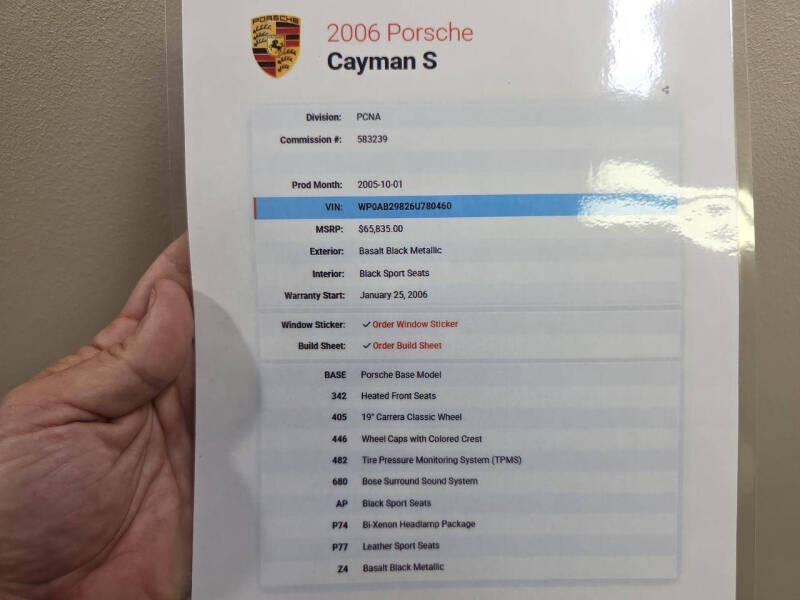 PORSCHE
2006 Porsche
Cayman S
Division: PCNA
Commission #: 583239
Prod Month: 2005-10-01
VIN: WP0AB29826U780460
MSRP: $65,835.00
Exterior: Basalt Black Metallic
Interior: Black Sport Seats
Warranty Start: January 25, 2006
Window Sticker: ✓ Order Window Sticker
Build Sheet: ✓ Order Build Sheet
BASE Porsche Base Model
342 Heated Front Seats
405 19" Carrera Classic Wheel
446 Wheel Caps with Colored Crest
482 Tire Pressure Monitoring System (TPMS)
680 Bose Surround Sound System
AP Black Sport Seats
P74 Bi-Xenon Headlamp Package
P77 Leather Sport Seats
Z4 Basalt Black Metallic